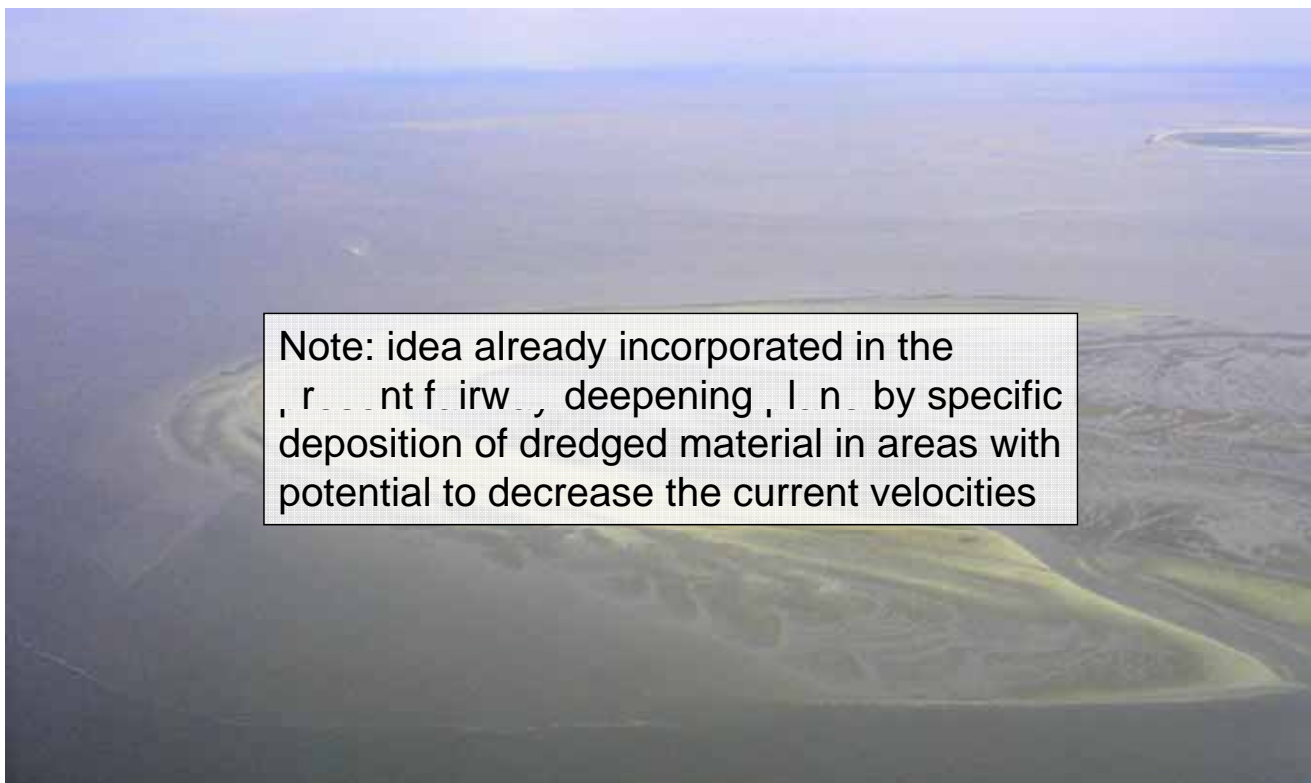 Note: idea already incorporated in the
deepening by specific
deposition of dredged material in areas with
potential to decrease the current velocities